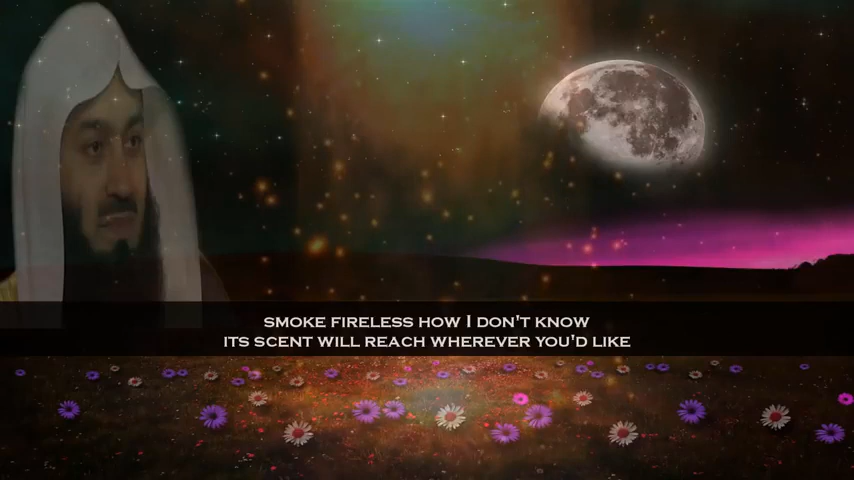 SMOKE FIRELESS HOW I DON'T KNOW
ITS SCENT WILL REACH WHEREVER YOU'D LIKE